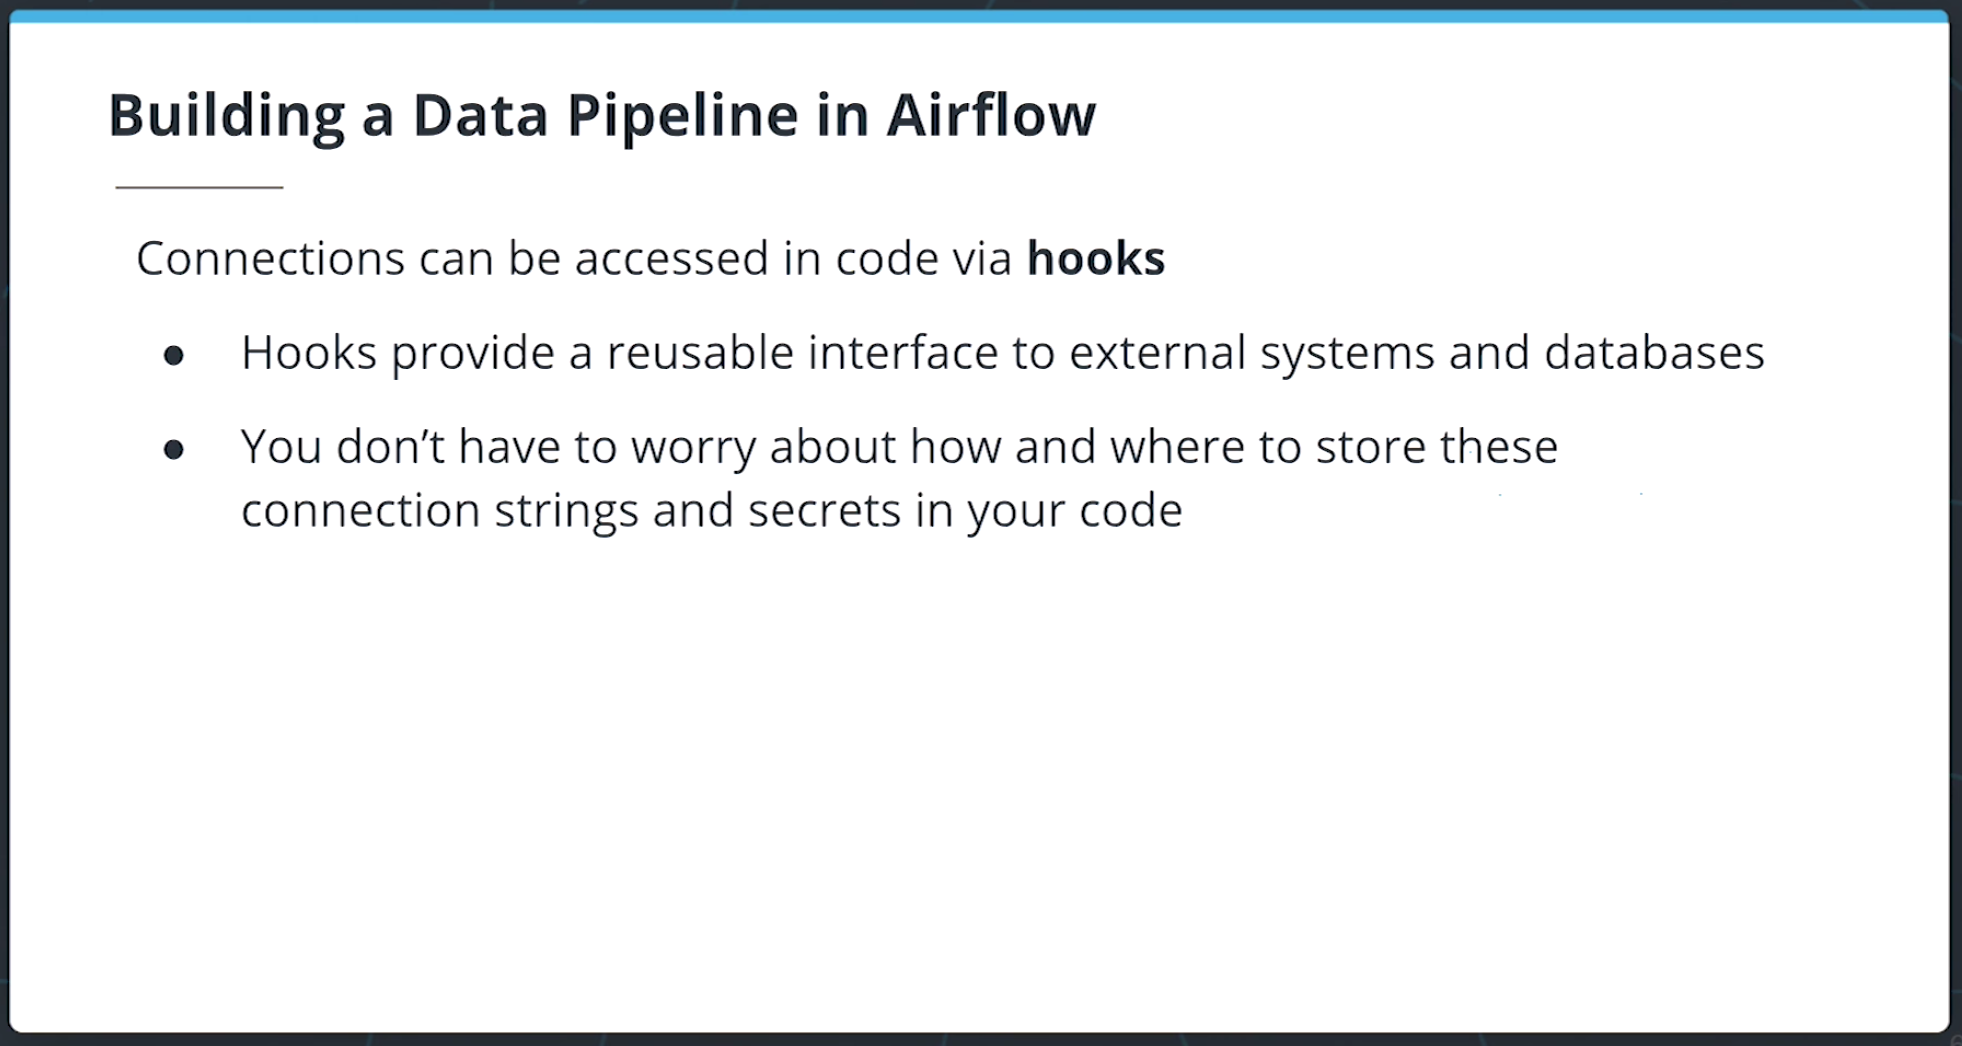 Building a Data Pipeline in Airflow
Connections can be accessed in code via hooks
● Hooks provide a reusable interface to external systems and databases
● You don’t have to worry about how and where to store these
connection strings and secrets in your code